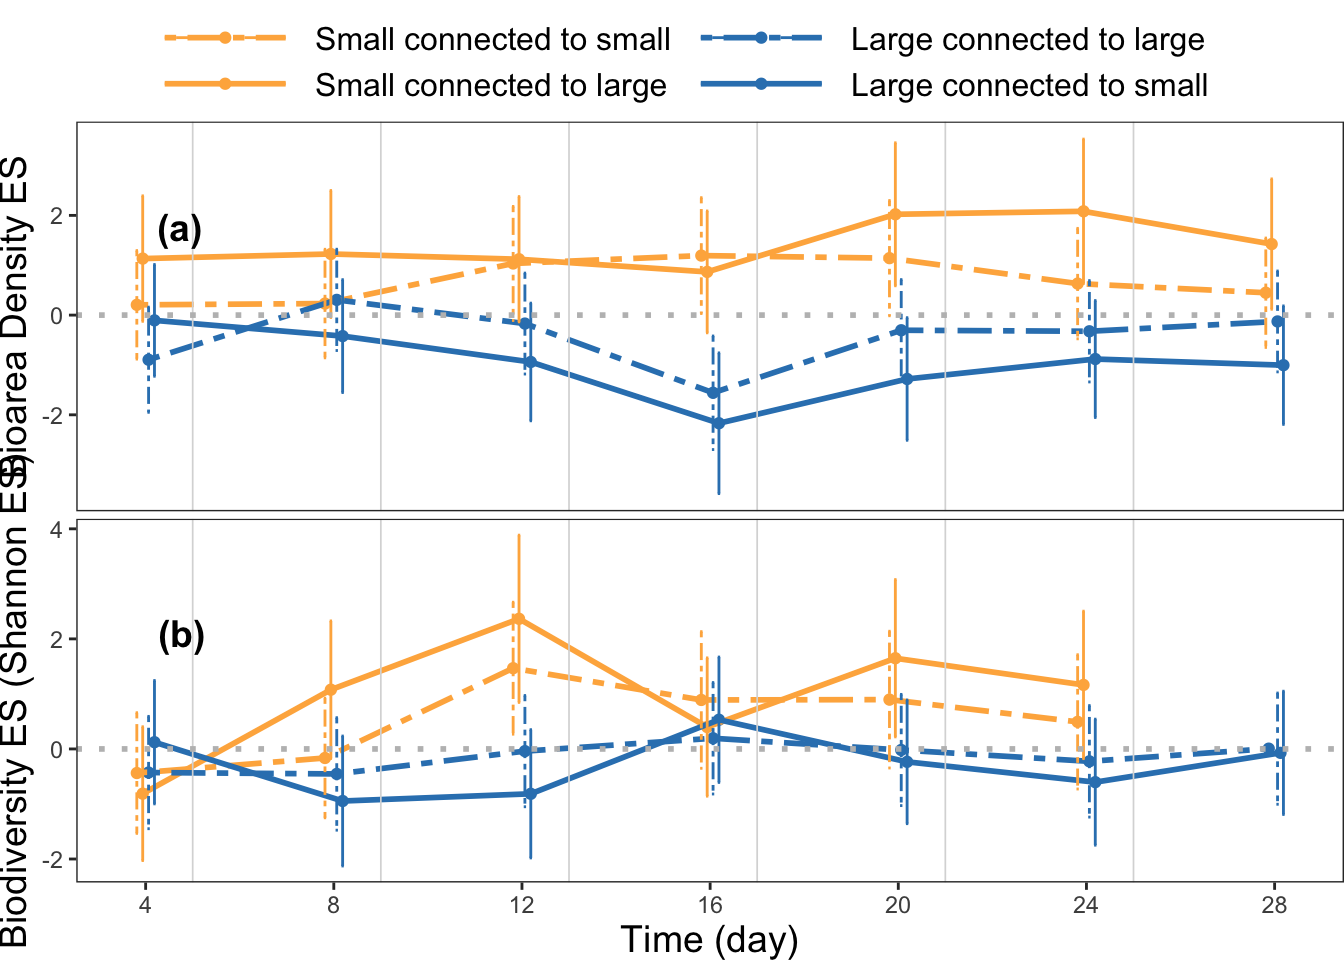 Small connected to small
Large connected to large
Small connected to large
Large connected to small
Bioarea Density ES
(a)
2
0
-2
Biodiversity ES (Shannon ES)
(b)
4
2
0
-2
4 8 12 16 20 24 28
Time (day)